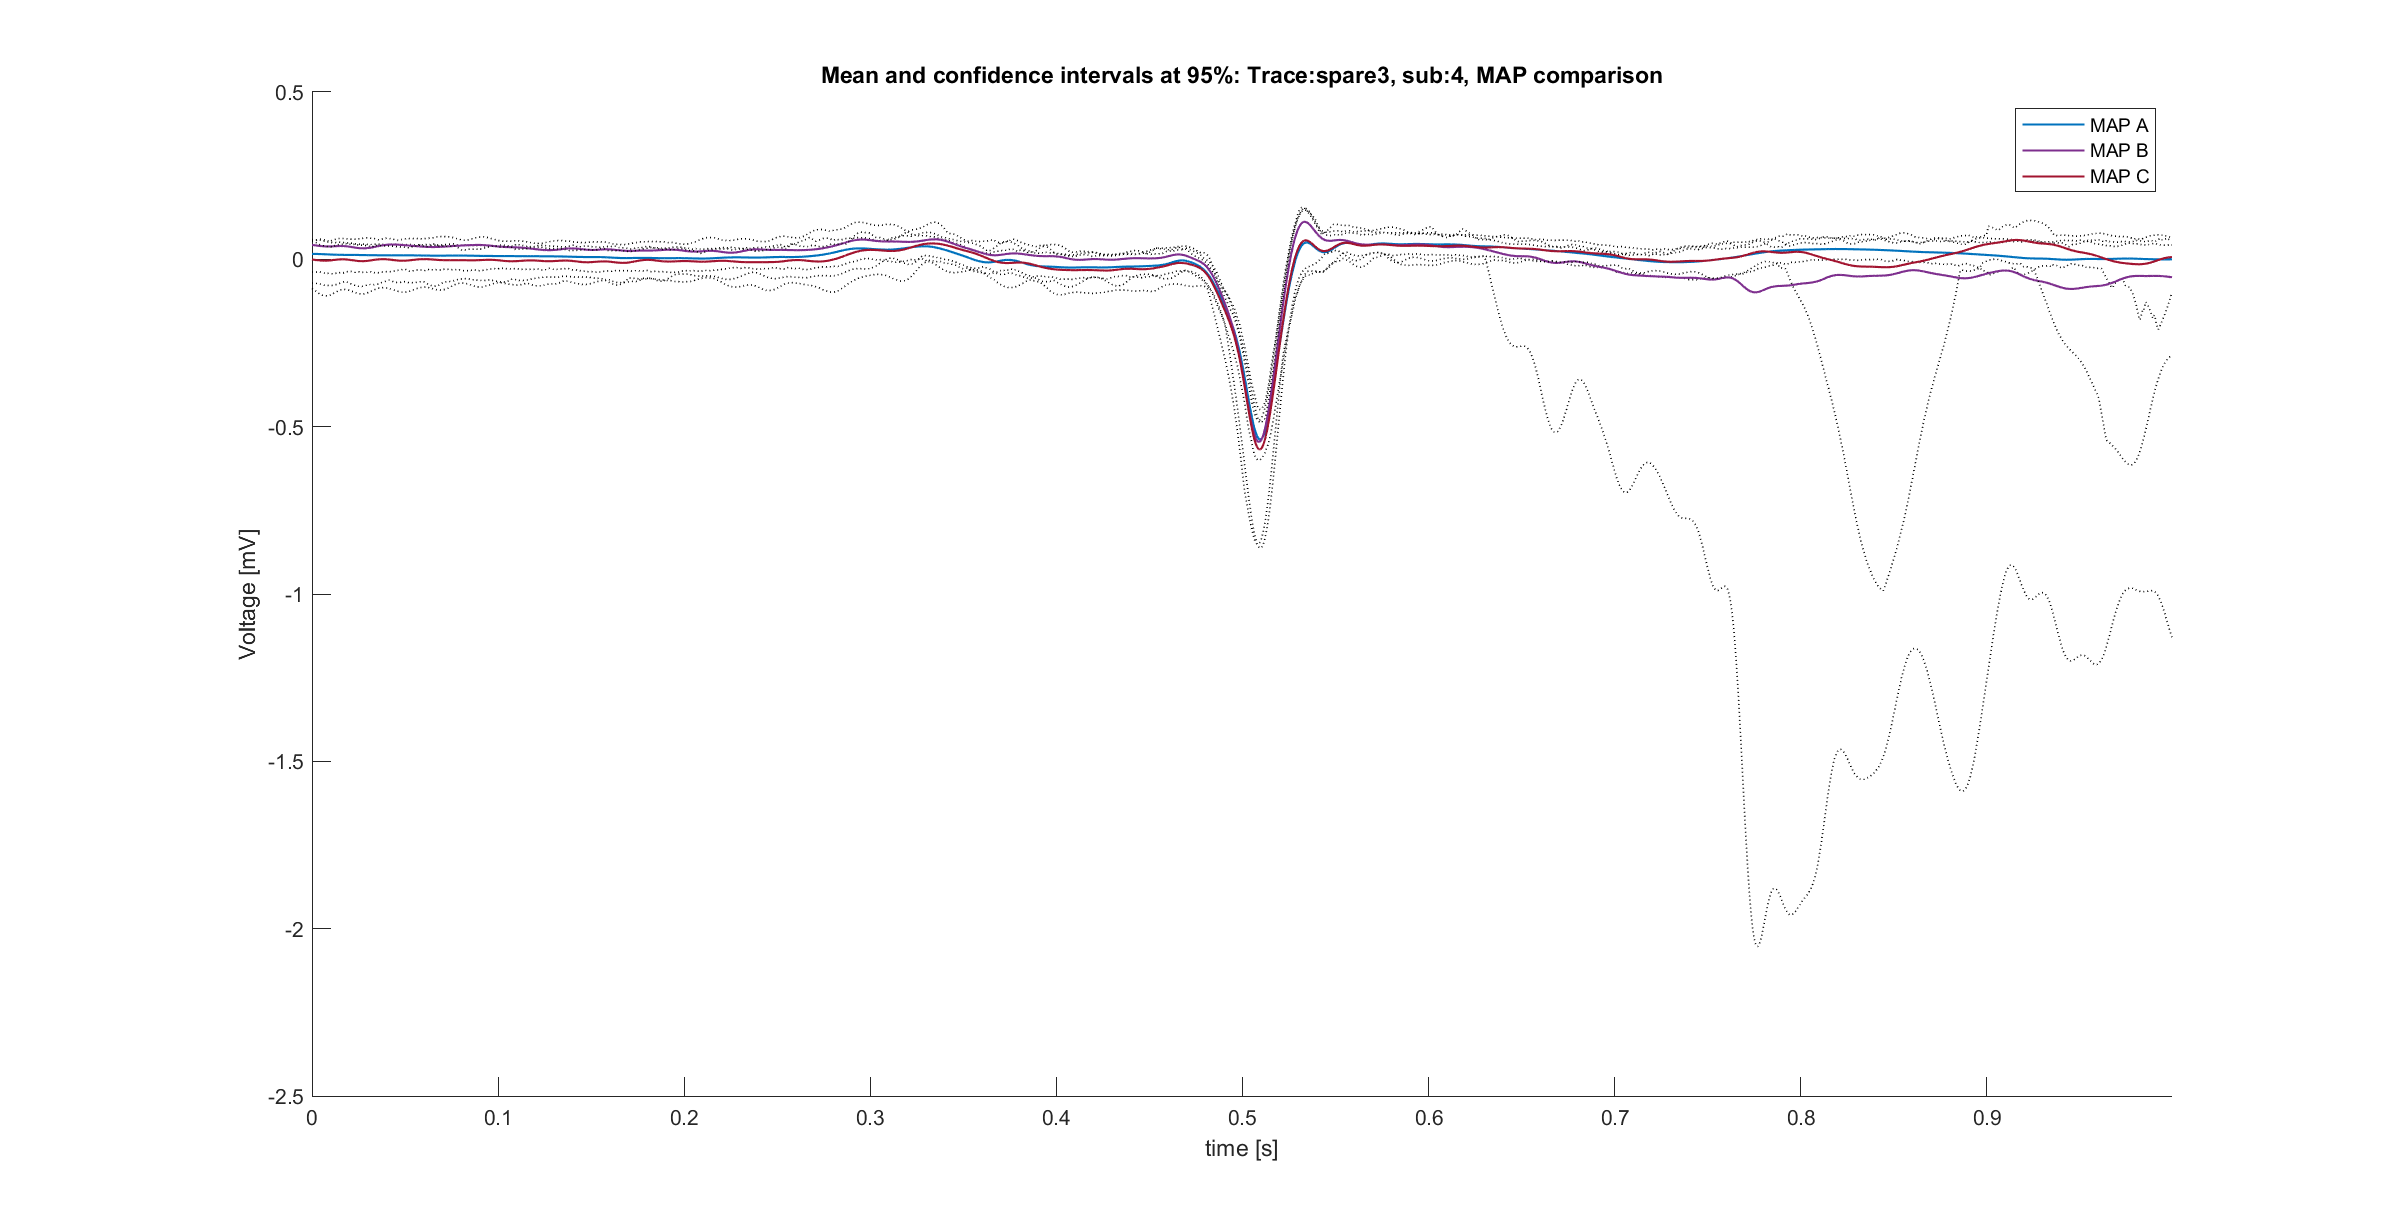 Mean and confidence intervals at 95%: Trace:spare3, sub:4, MAP comparison
MAP A
MAP B
MAP C
0.5
0
-0.5
-1
-1.5
-2
-2.5
Voltage [mV]
0 0.1 0.2 0.3 0.4 0.5 0.6 0.7 0.8 0.9
time [s]